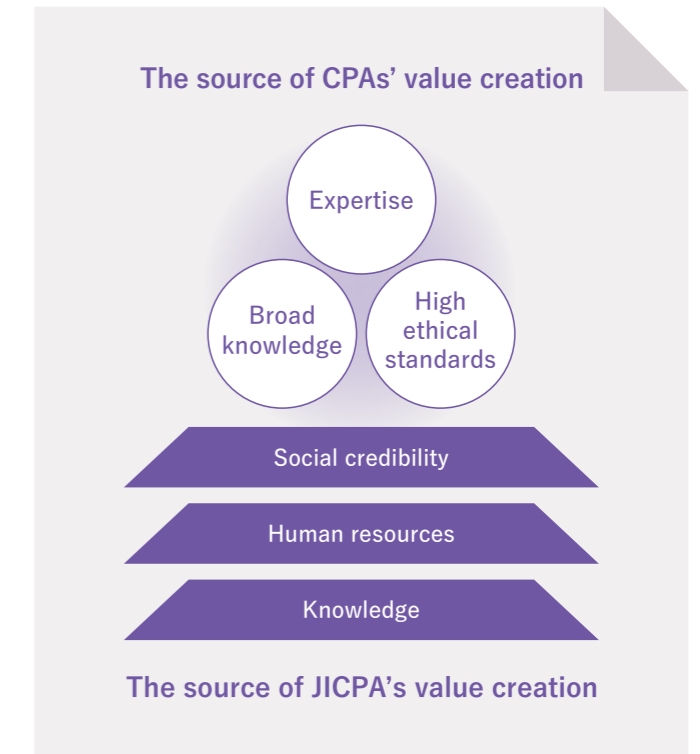 The source of CPAs’ value creation
Expertise
Broad
knowledge
High
ethical
standards
Social credibility
Human resources
Knowledge
The source of JICPA’s value creation